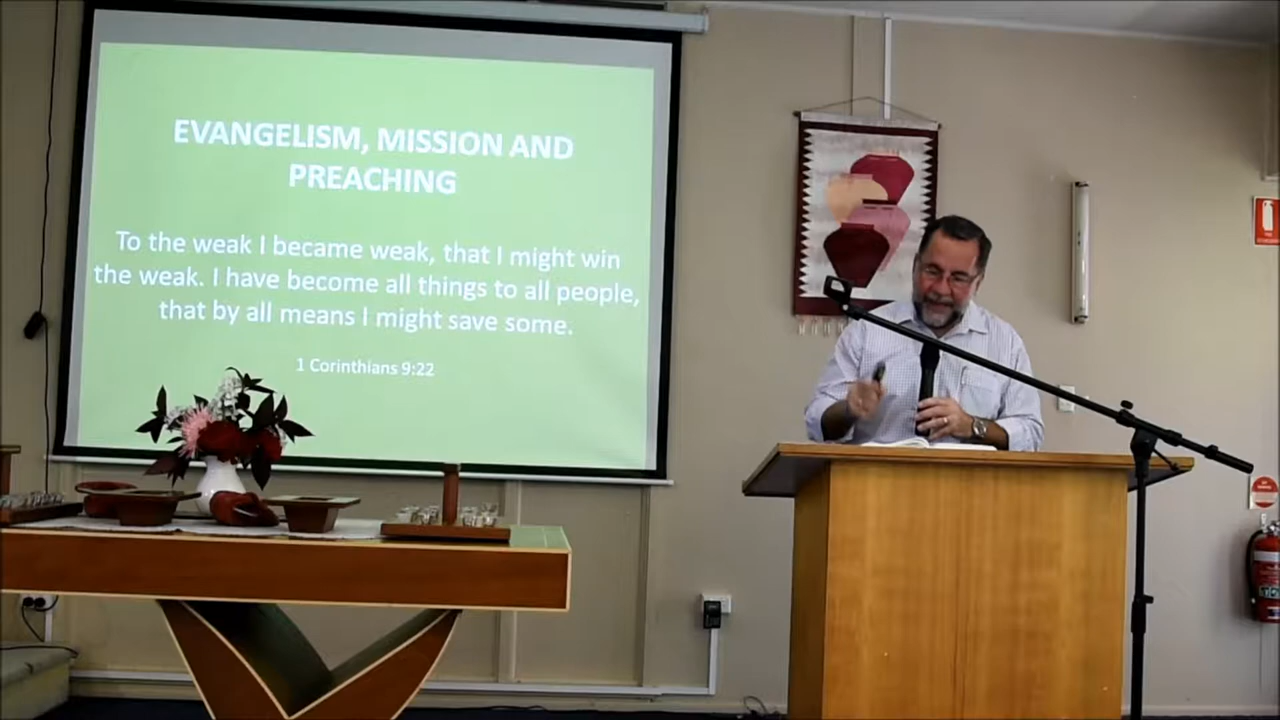 EVANGELISM, MISSION AND
PREACHING
To the weak I became weak, that I might win
the weak. I have become all things to all people,
that by all means I might save some.
1 Corinthians 9:22